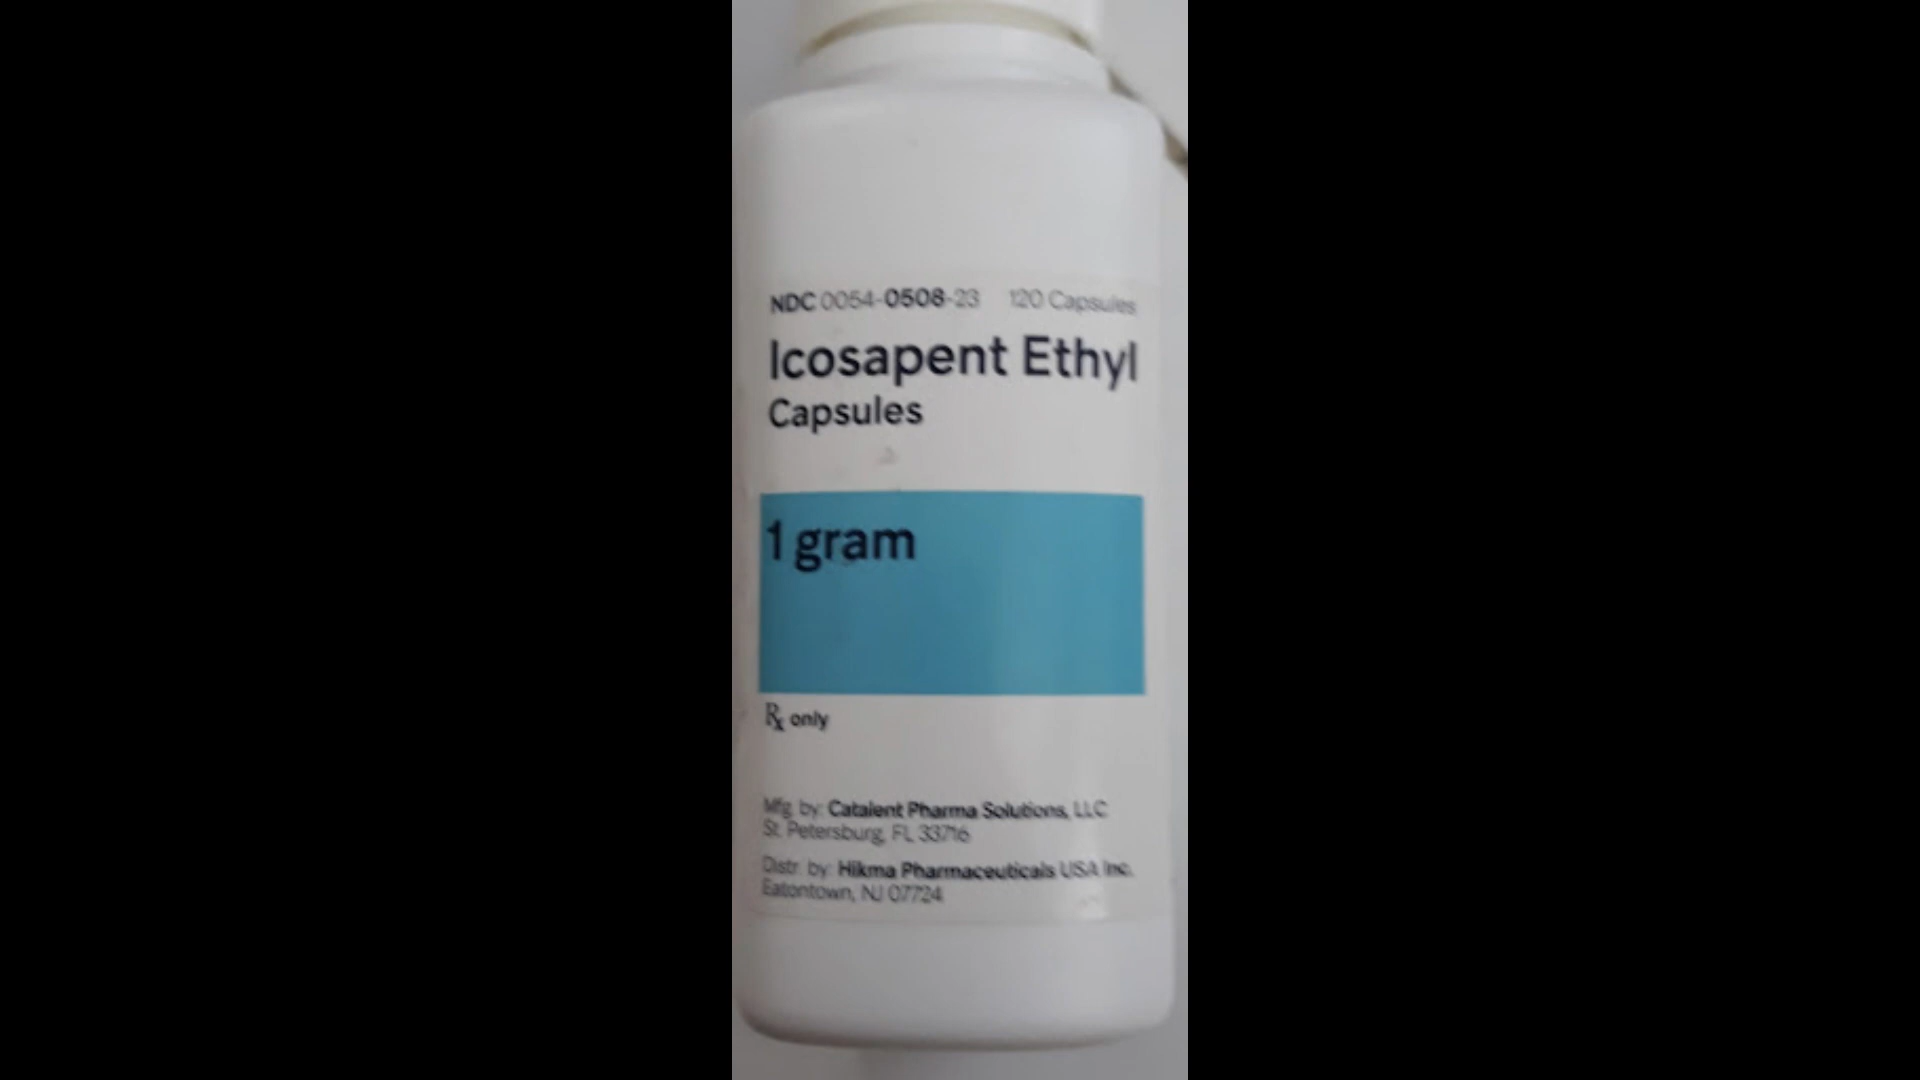 NDC 0054-0508-23 120 Capsules
Icosapent Ethyl
Capsules
1 gram
Rx only
Mfg. by: Catalent Pharma Solutions, LLC
St. Petersburg, FL 33716
Distr. by: Hikma Pharmaceuticals USA Inc.
Eatontown, NJ 07724